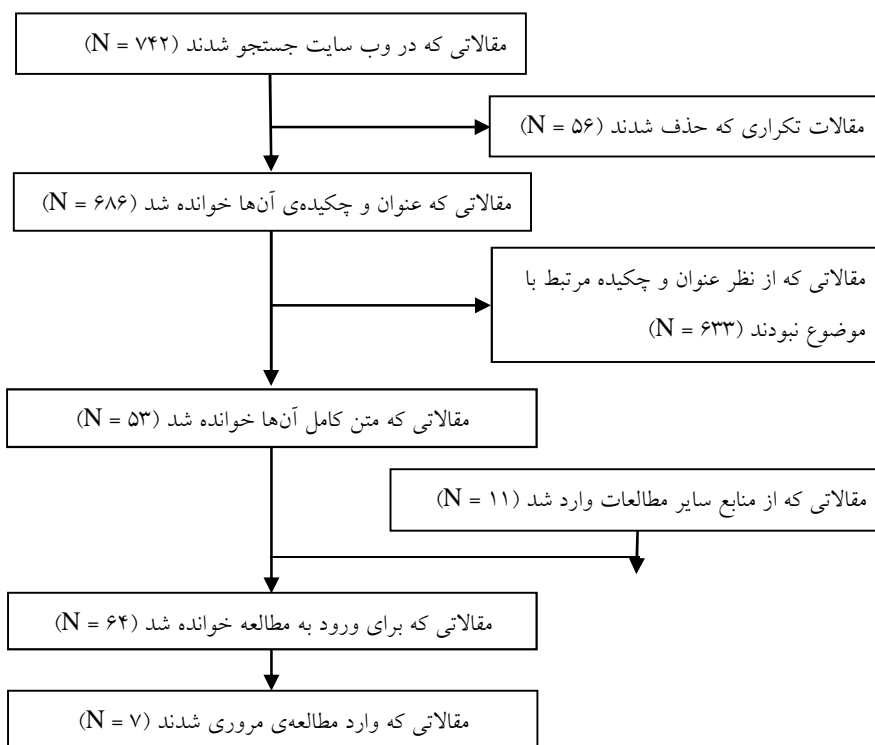 مقالاتی که در وب سایت جستجو شدند (N = ۷۴۲)
مقالات تکراری که حذف شدند (N = ۵۶)
مقالاتی که عنوان و چکیده‌ی آن‌ها خوانده شد (N = ۶۸۶)
مقالاتی که از نظر عنوان و چکیده مرتبط با
موضوع نبودند (N = ۶۳۳)
مقالاتی که متن کامل آن‌ها خوانده شد (N = ۵۳)
مقالاتی که از منابع سایر مطالعات وارد شد (N = ۱۱)
مقالاتی که برای ورود به مطالعه خوانده شد (N = ۶۴)
مقالاتی که وارد مطالعه‌ی مروری شدند (N = ۷)